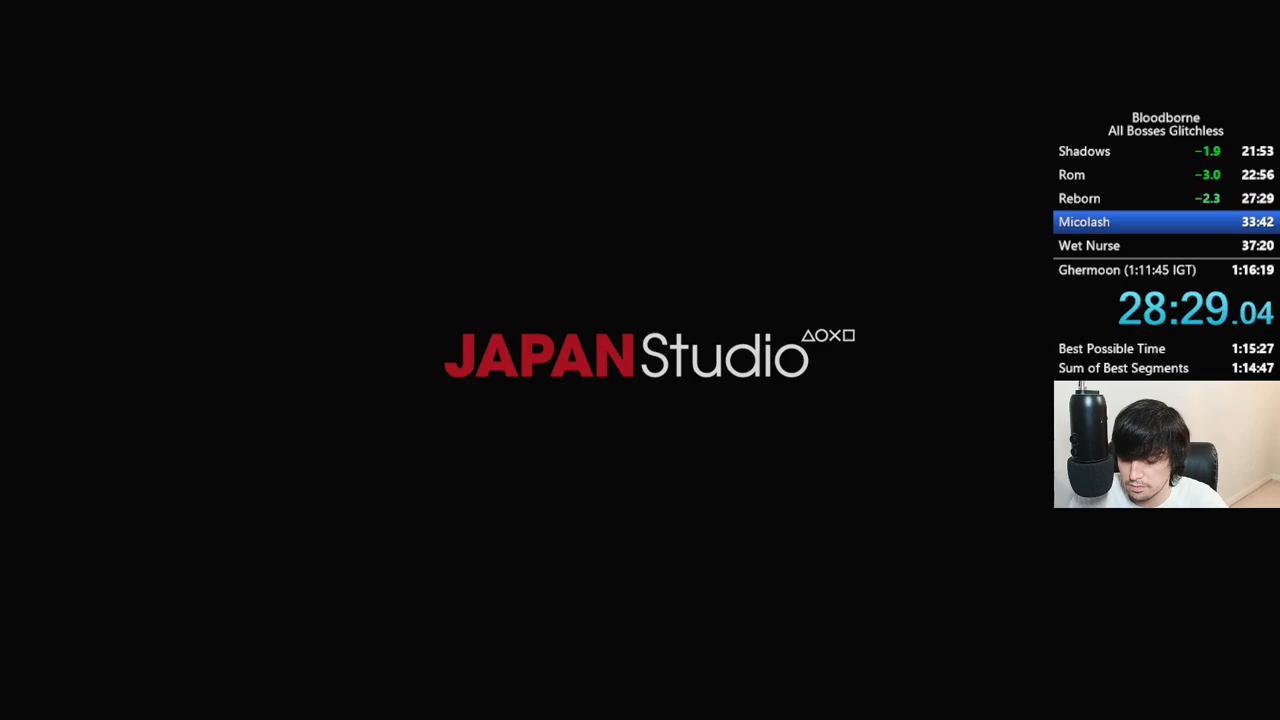 JAPAN Studio
Bloodborne
All Bosses Glitchless
Shadows −1.9 21:53
Rom −3.0 22:56
Reborn −2.3 27:29
Micolash 33:42
Wet Nurse 37:20
Ghermoon (1:11:45 IGT) 1:16:19
28:29.04
Best Possible Time 1:15:27
Sum of Best Segments 1:14:47